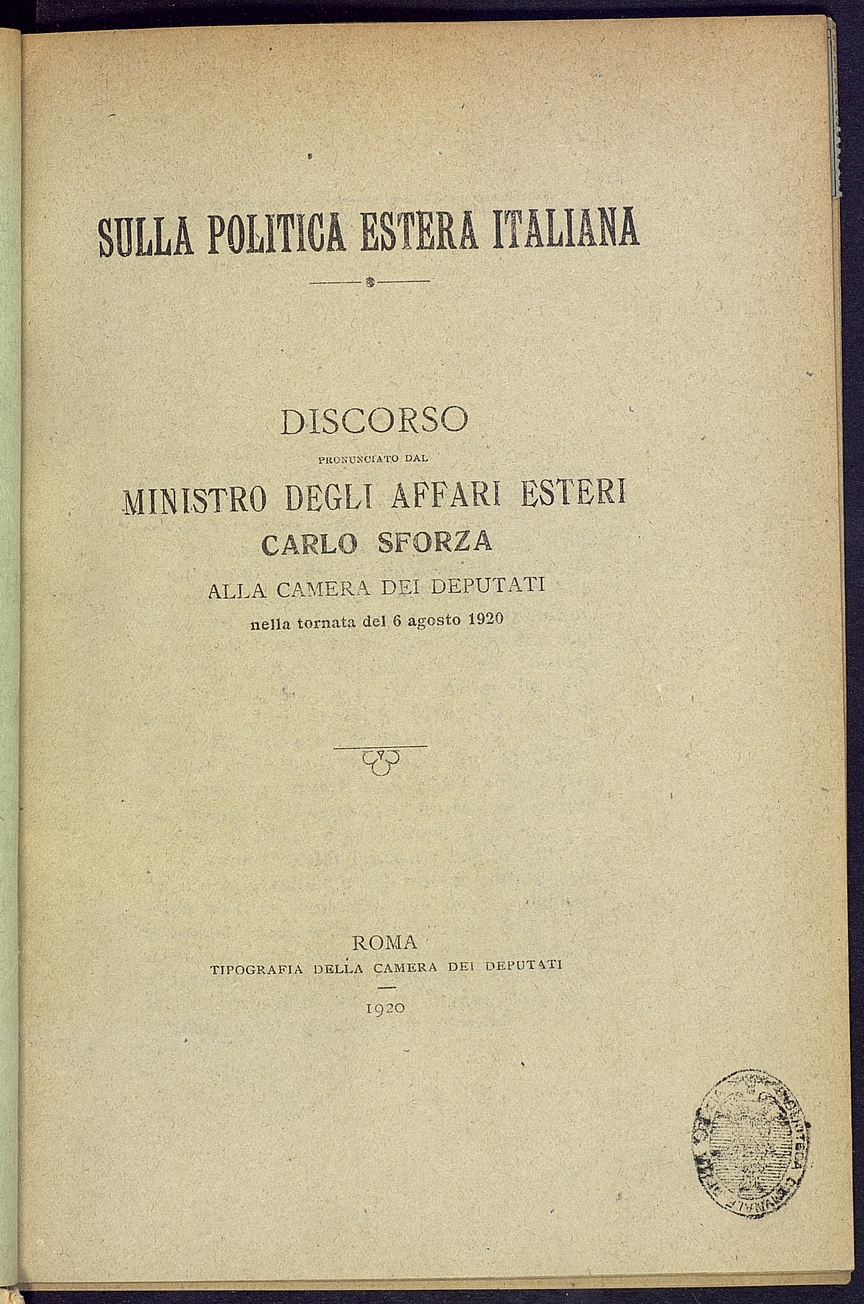 SULLA POLITICA ESTERA ITALIANA
DISCORSO
PRONUNCIATO DAL
MINISTRO DEGLI AFFARI ESTERI
CARLO SFORZA
ALLA CAMERA DEI DEPUTATI
nella tornata del 6 agosto 1920
ROMA
TIPOGRAFIA DELLA CAMERA DEI DEPUTATI
1920